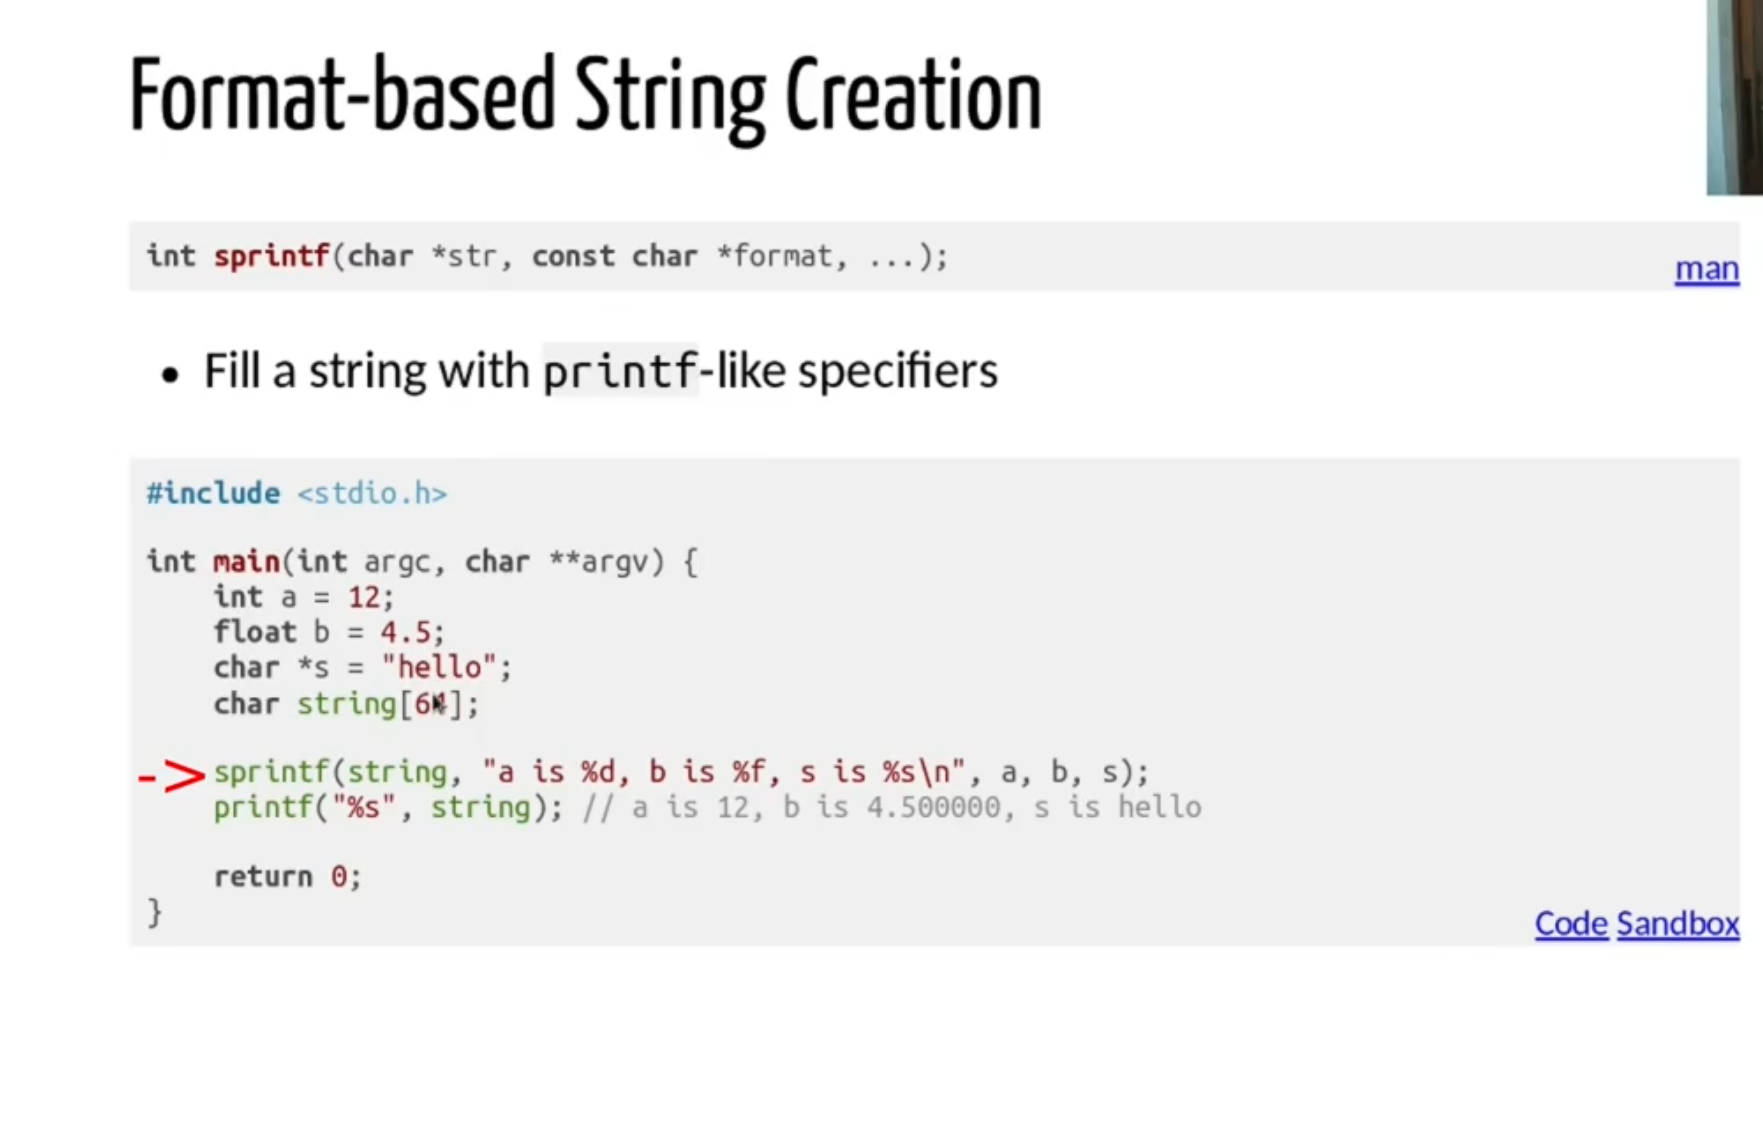 Format-based String Creation
int sprintf(char *str, const char *format, ...);
man
• Fill a string with printf-like specifiers
#include <stdio.h>
int main(int argc, char **argv) {
    int a = 12;
    float b = 4.5;
    char *s = "hello";
    char string[64];
-> sprintf(string, "a is %d, b is %f, s is %s\n", a, b, s);
    printf("%s", string); // a is 12, b is 4.500000, s is hello
    return 0;
}
Code Sandbox